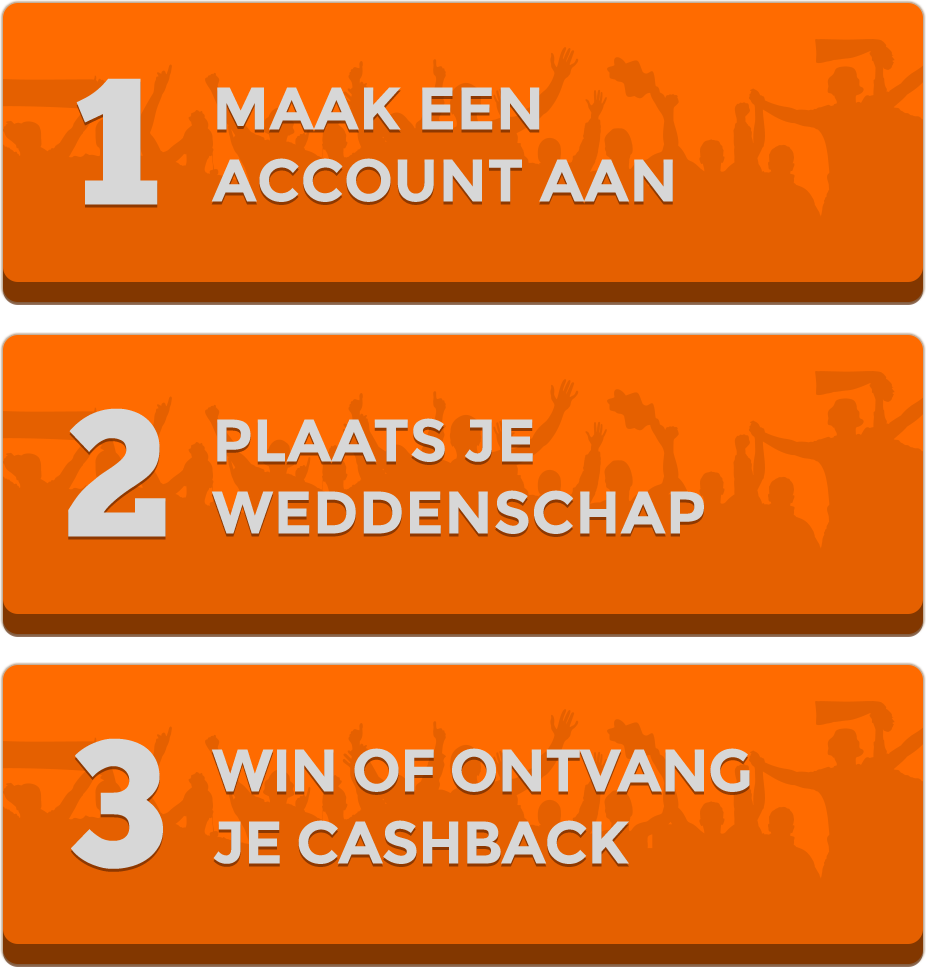 1
MAAK EEN
ACCOUNT AAN
2
PLAATS JE
WEDDENSCHAP
3
WIN OF ONTVANG
JE CASHBACK